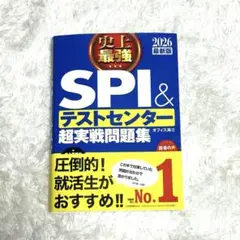 史上
最強
2026
最新版
SPI&
テストセンター
超実戦問題集
オフィス海
圧倒的!
就活生が
おすすめ!!
No.1